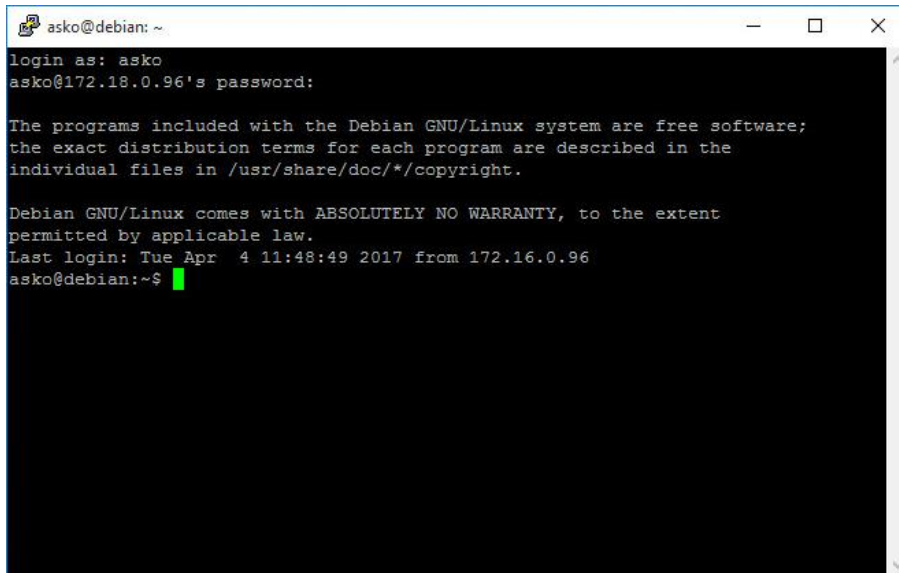 asko@debian: ~
login as: asko
asko@172.18.0.96's password:
The programs included with the Debian GNU/Linux system are free software;
the exact distribution terms for each program are described in the
individual files in /usr/share/doc/*/copyright.
Debian GNU/Linux comes with ABSOLUTELY NO WARRANTY, to the extent
permitted by applicable law.
Last login: Tue Apr  4 11:48:49 2017 from 172.16.0.96
asko@debian:~$